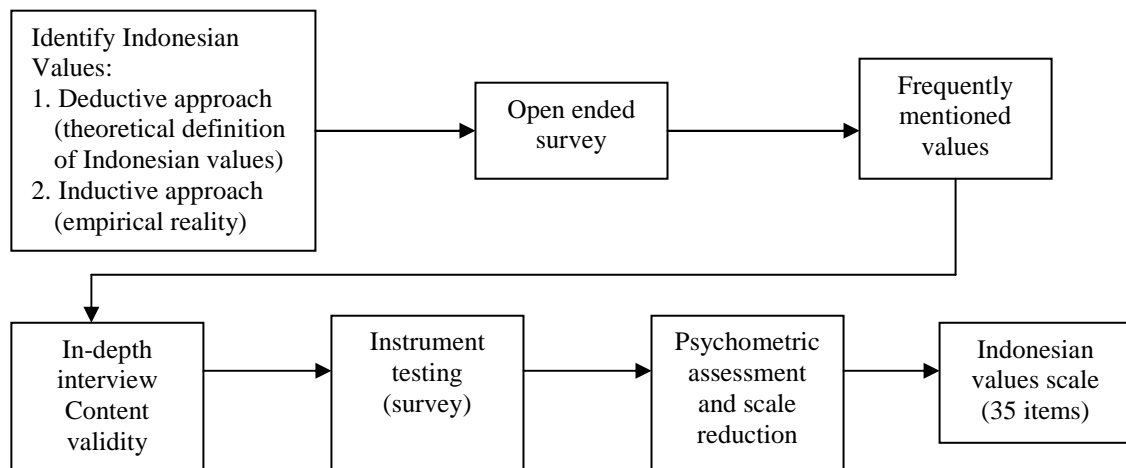 Identify Indonesian
Values:
1. Deductive approach
(theoretical definition
of Indonesian values)
2. Inductive approach
(empirical reality)
Open ended
survey
Frequently
mentioned
values
In-depth
interview
Content
validity
Instrument
testing
(survey)
Psychometric
assessment
and scale
reduction
Indonesian
values scale
(35 items)